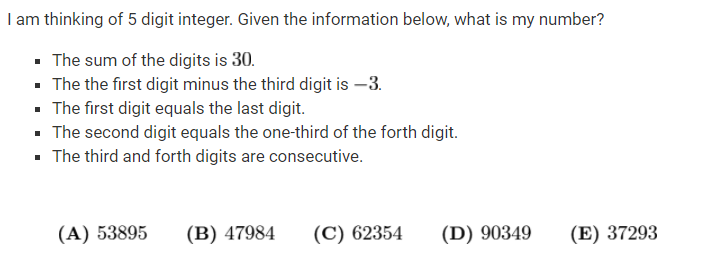 I am thinking of 5 digit integer. Given the information below, what is my number?
▪ The sum of the digits is 30.
▪ The the first digit minus the third digit is −3.
▪ The first digit equals the last digit.
▪ The second digit equals the one-third of the forth digit.
▪ The third and forth digits are consecutive.
(A) 53895 (B) 47984 (C) 62354 (D) 90349 (E) 37293